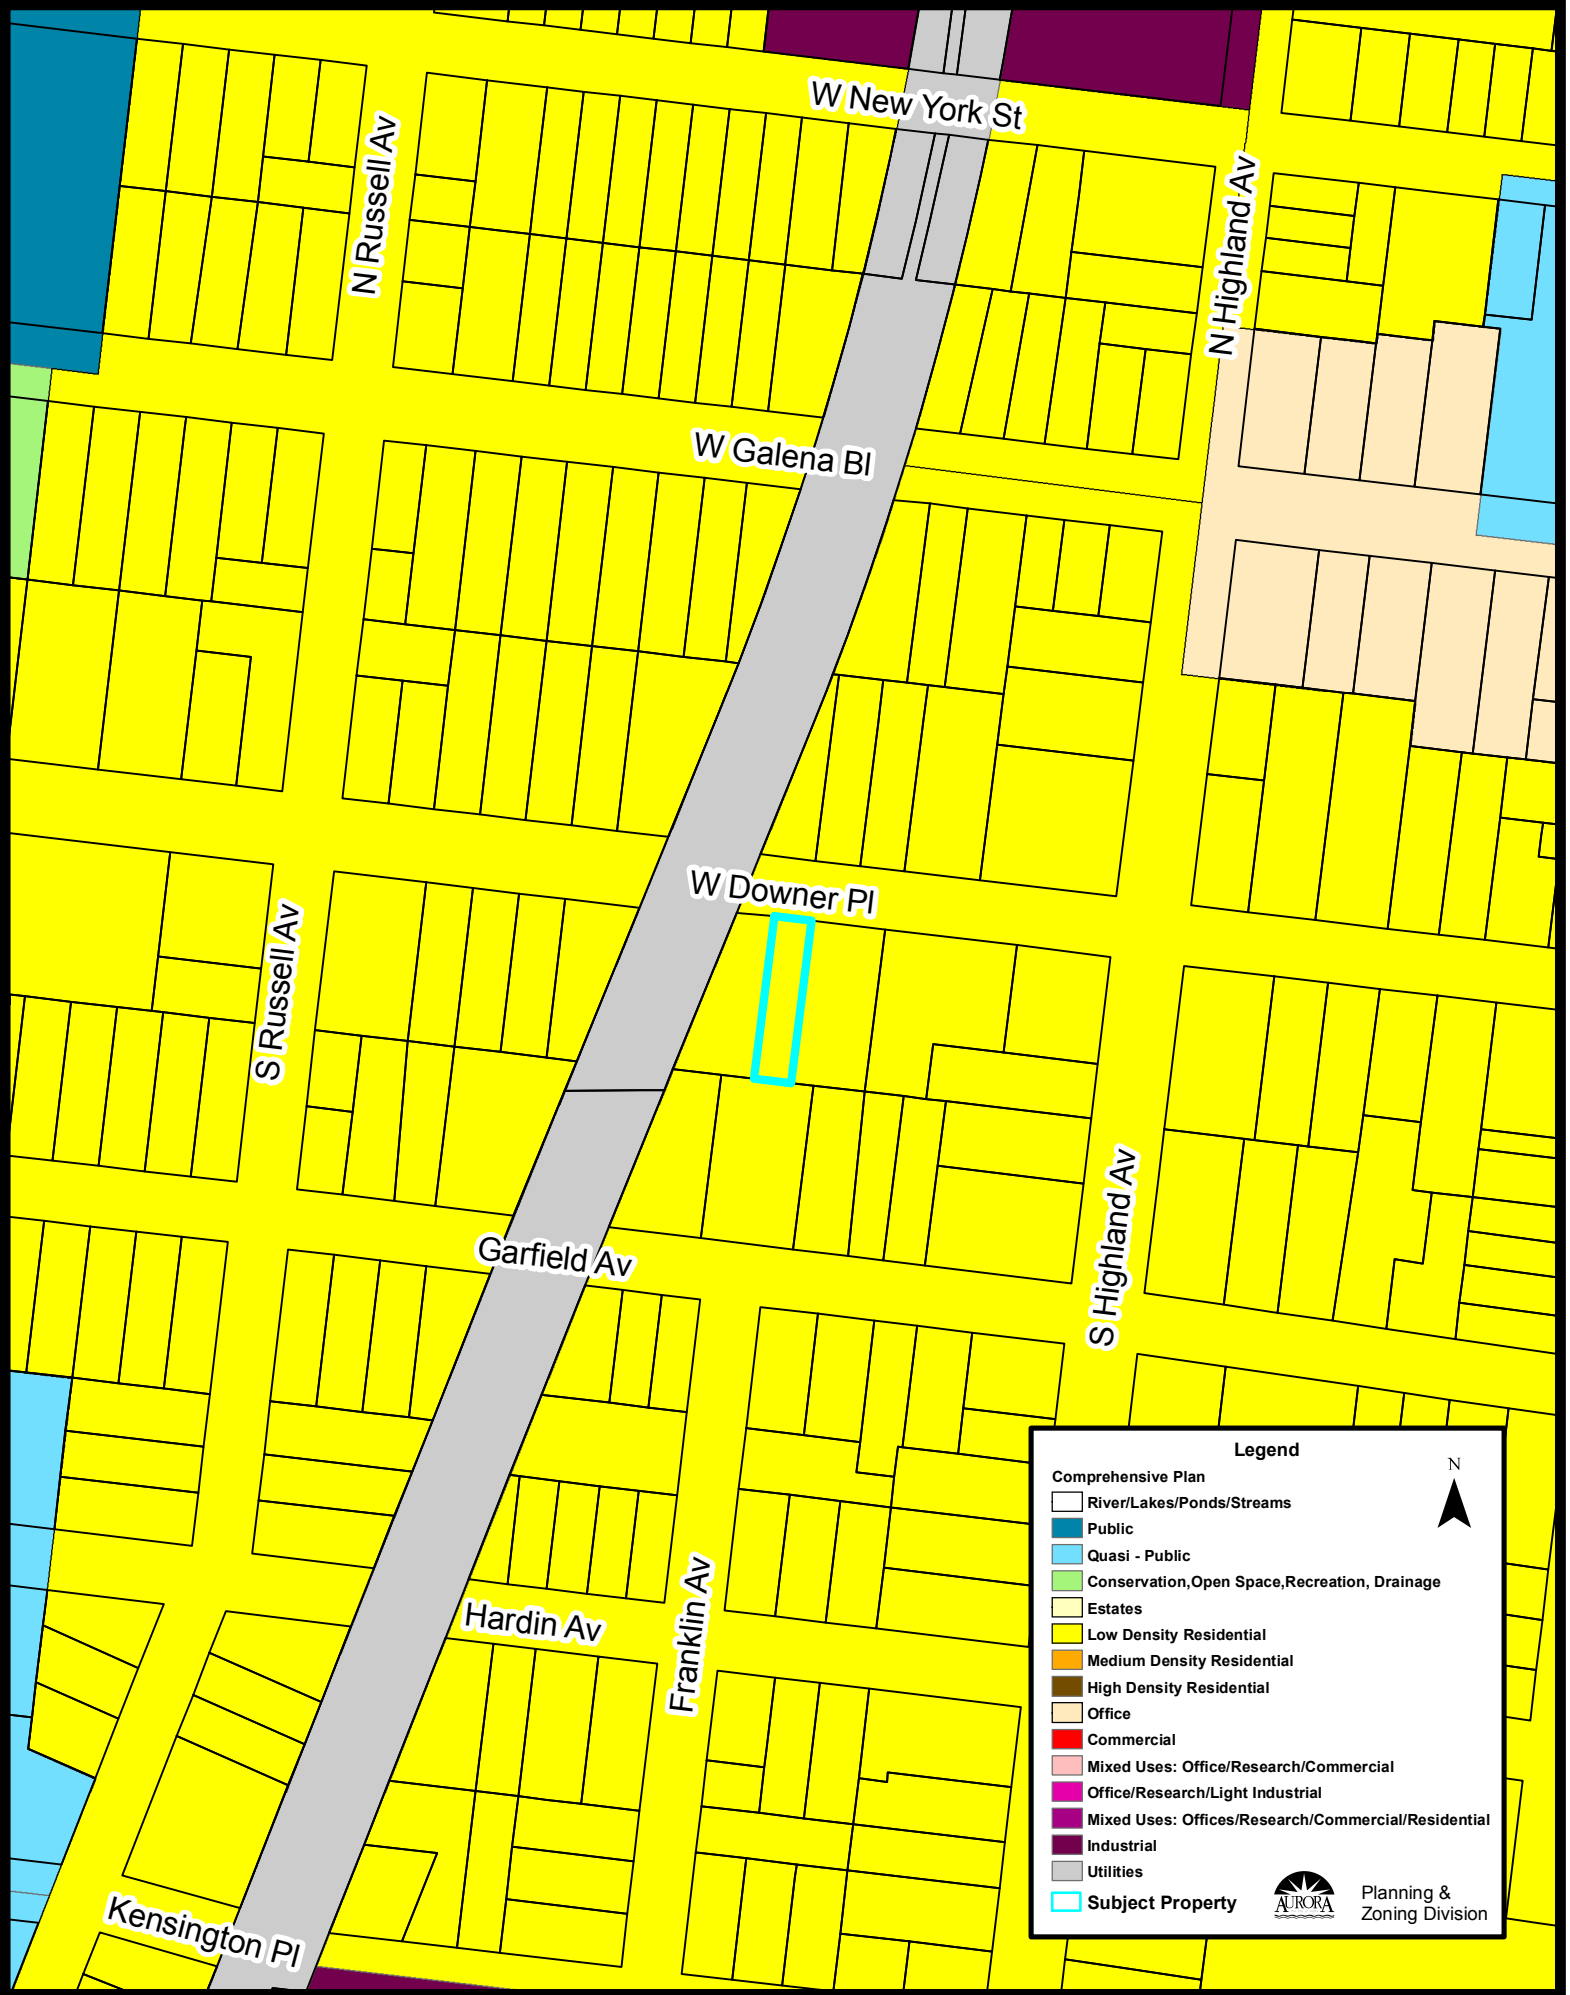 W New York St
N Russell Av
N Highland Av
W Galena Bl
W Downer Pl
S Russell Av
S Highland Av
Garfield Av
Hardin Av
Franklin Av
Kensington Pl
Legend
N
Comprehensive Plan
River/Lakes/Ponds/Streams
Public
Quasi - Public
Conservation,Open Space,Recreation, Drainage
Estates
Low Density Residential
Medium Density Residential
High Density Residential
Office
Commercial
Mixed Uses: Office/Research/Commercial
Office/Research/Light Industrial
Mixed Uses: Offices/Research/Commercial/Residential
Industrial
Utilities
Subject Property
AURORA
Planning &
Zoning Division